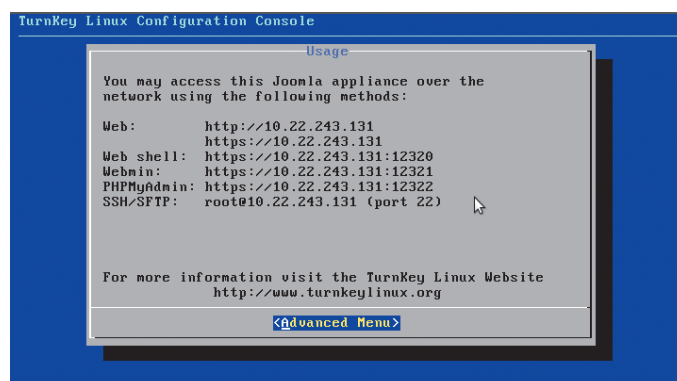 TurnKey Linux Configuration Console
Usage
You may access this Joomla appliance over the
network using the following methods:
Web: http://10.22.243.131
https://10.22.243.131
Web shell: https://10.22.243.131:12320
Webmin: https://10.22.243.131:12321
PHPMyAdmin: https://10.22.243.131:12322
SSH/SFTP: root@10.22.243.131 (port 22)
For more information visit the TurnKey Linux Website
http://www.turnkeylinux.org
<Advanced Menu>